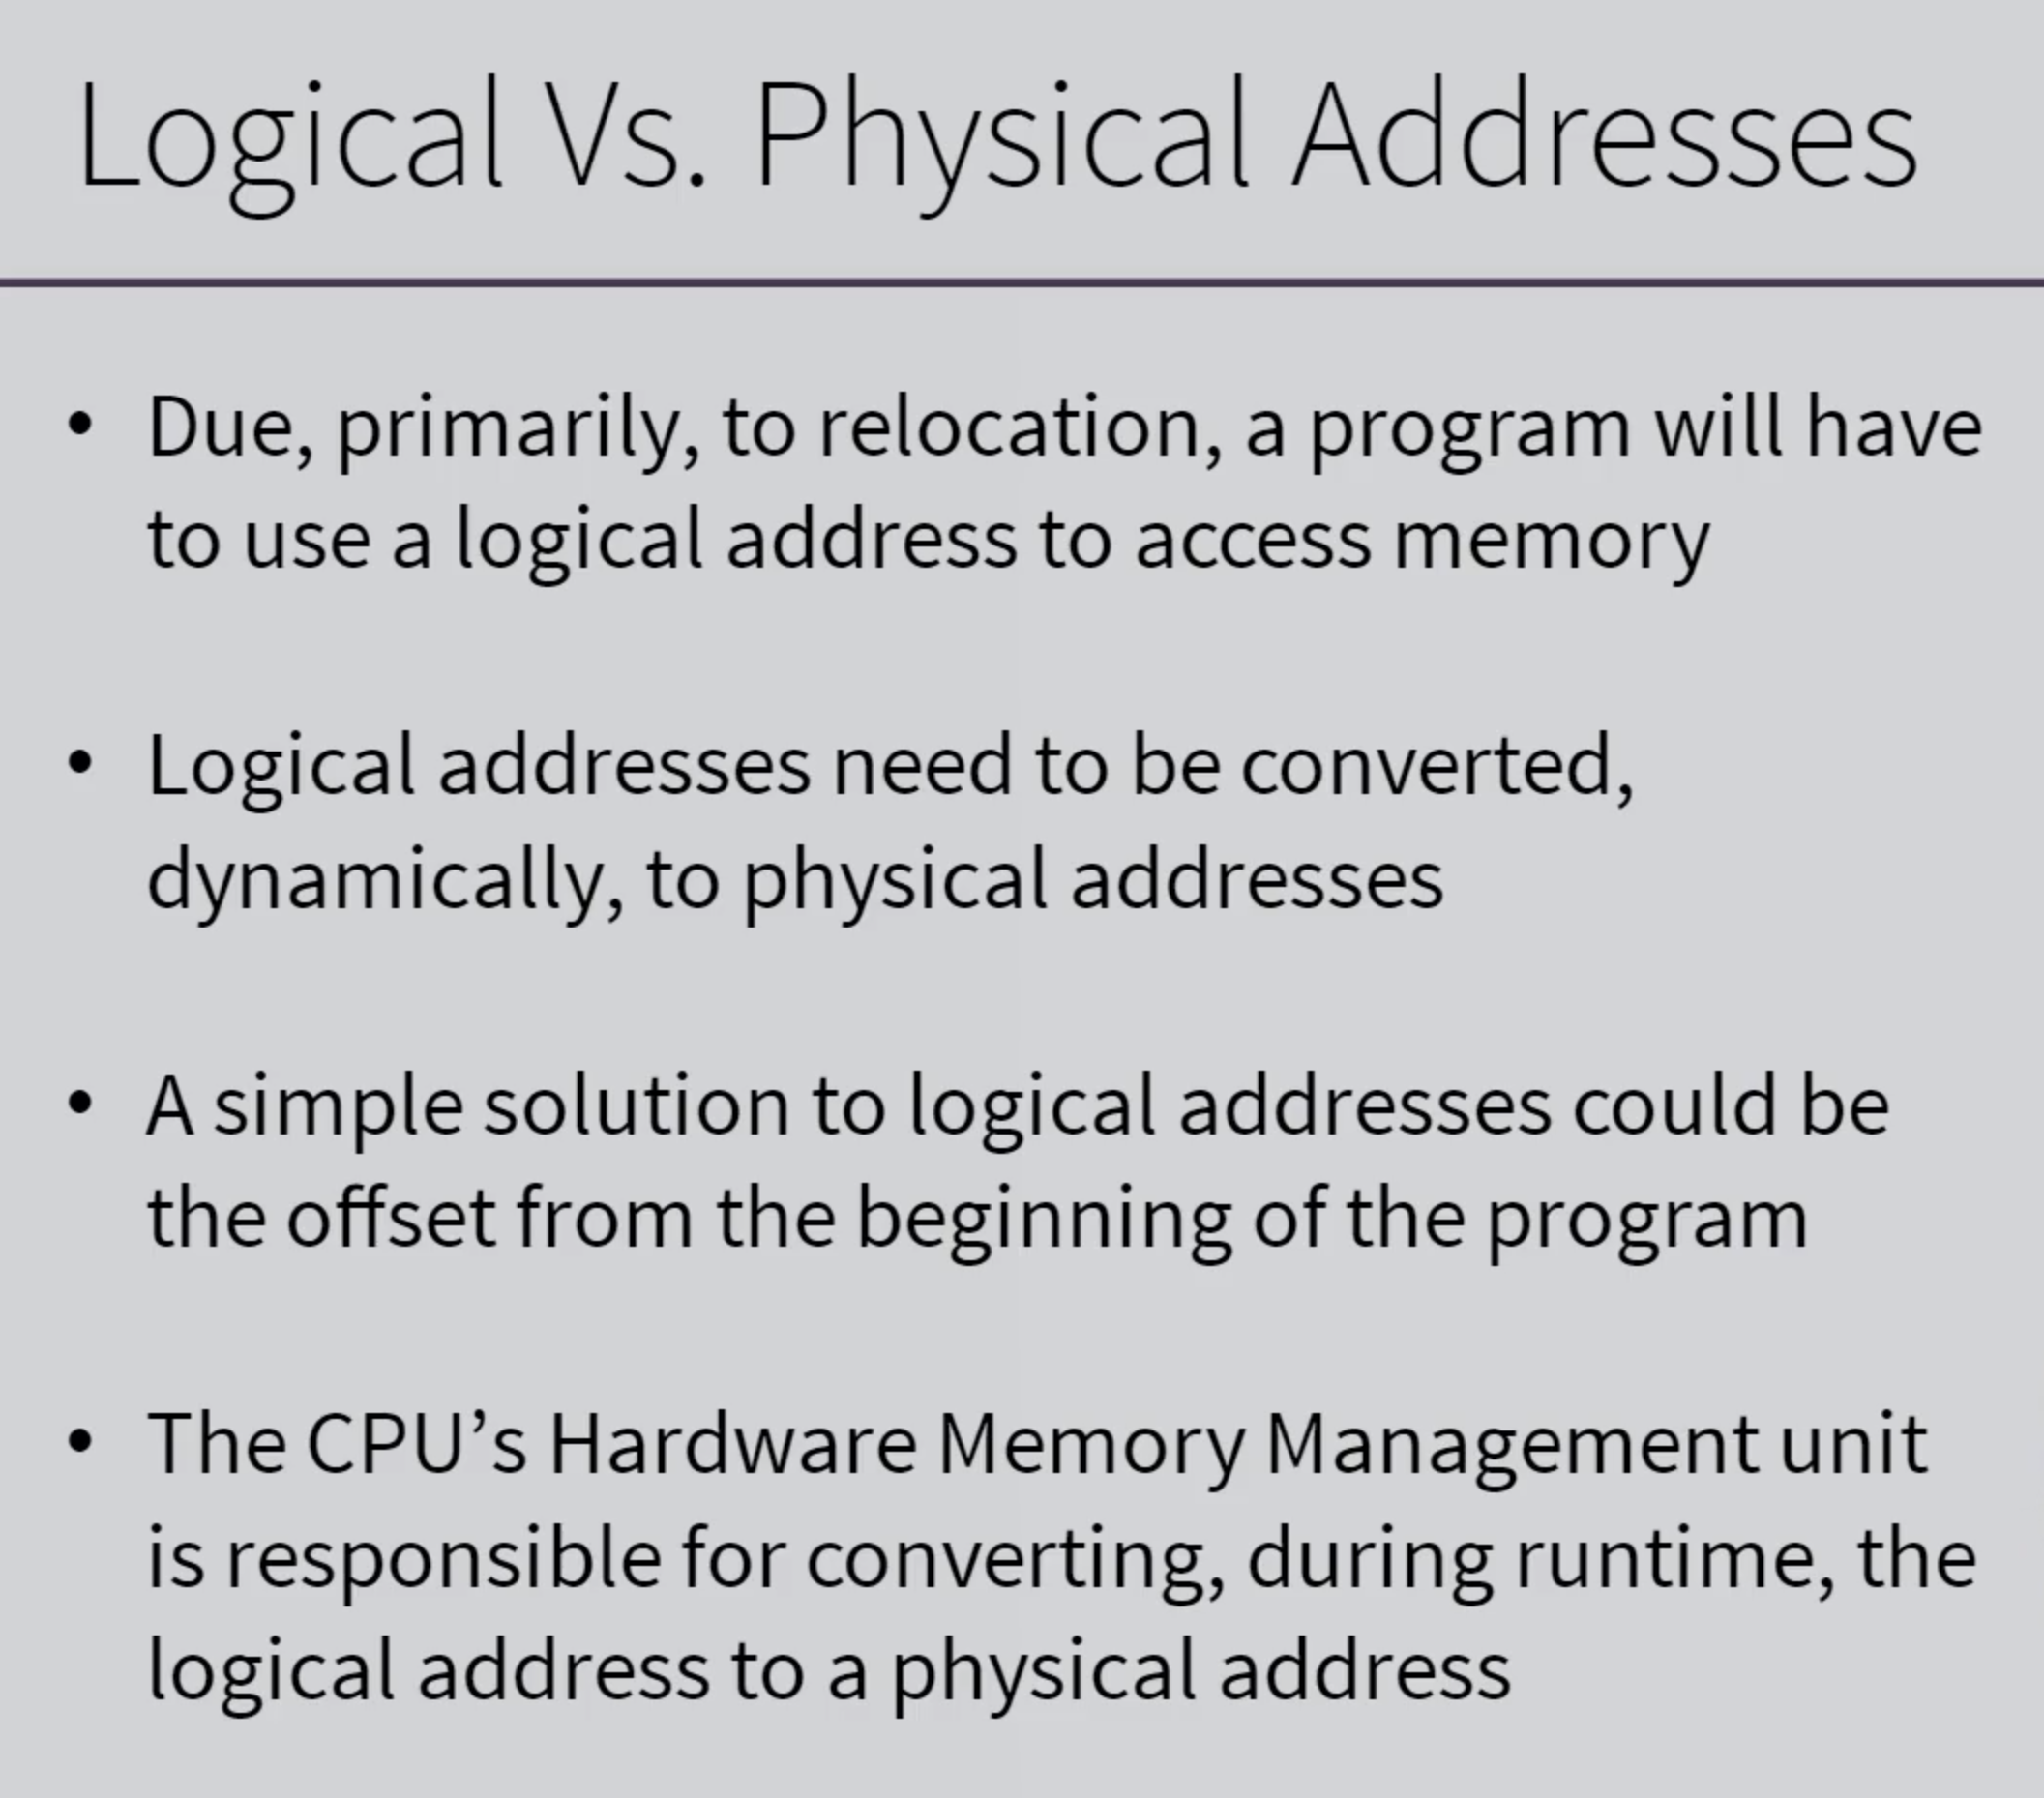 Logical Vs. Physical Addresses
• Due, primarily, to relocation, a program will have
to use a logical address to access memory
• Logical addresses need to be converted,
dynamically, to physical addresses
• A simple solution to logical addresses could be
the offset from the beginning of the program
• The CPU’s Hardware Memory Management unit
is responsible for converting, during runtime, the
logical address to a physical address